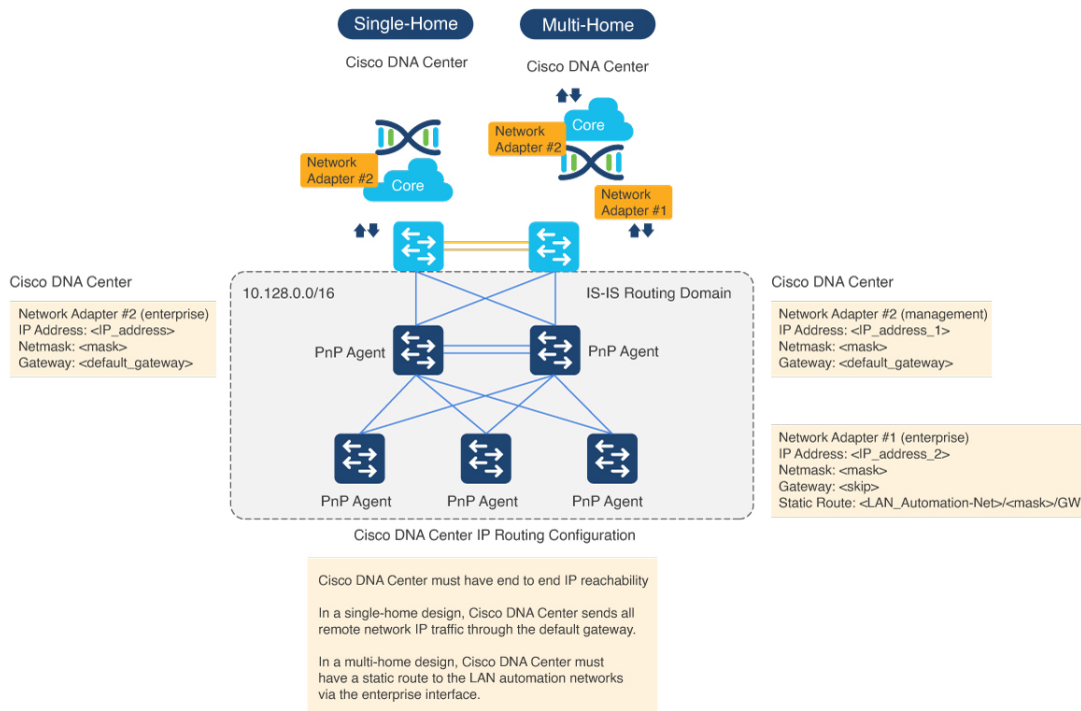 Single-Home
Multi-Home
Cisco DNA Center
Cisco DNA Center
Core
Network
Adapter #2
Network
Adapter #2
Core
Network
Adapter #1
Cisco DNA Center
Network Adapter #2 (enterprise)
IP Address: <IP_address>
Netmask: <mask>
Gateway: <default_gateway>
10.128.0.0/16
IS-IS Routing Domain
PnP Agent
PnP Agent
PnP Agent
PnP Agent
PnP Agent
Cisco DNA Center
Network Adapter #2 (management)
IP Address: <IP_address_1>
Netmask: <mask>
Gateway: <default_gateway>
Network Adapter #1 (enterprise)
IP Address: <IP_address_2>
Netmask: <mask>
Gateway: <skip>
Static Route: <LAN_Automation-Net>/<mask>/GW
Cisco DNA Center IP Routing Configuration
Cisco DNA Center must have end to end IP reachability
In a single-home design, Cisco DNA Center sends all
remote network IP traffic through the default gateway.
In a multi-home design, Cisco DNA Center must
have a static route to the LAN automation networks
via the enterprise interface.